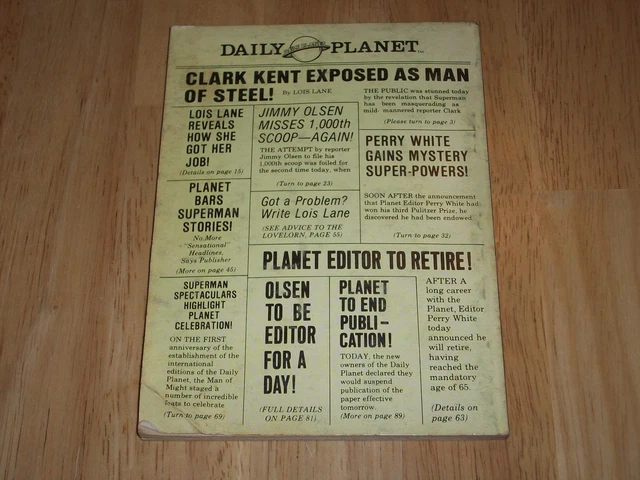 DAILY PLANET
CLARK KENT EXPOSED AS MAN
OF STEEL! By LOIS LANE
THE PUBLIC was stunned today
by the revelation that Superman
has been masquerading as
mild-mannered reporter Clark
(Please turn to page 3)
LOIS LANE
REVEALS
HOW SHE
GOT HER
JOB!
(Details on page 15)
JIMMY OLSEN
MISSES 1,000th
SCOOP—AGAIN!
THE ATTEMPT by reporter
Jimmy Olsen to file his
1,000th scoop was foiled for
the second time today, when
(Turn to page 23)
PERRY WHITE
GAINS MYSTERY
SUPER-POWERS!
SOON AFTER the announcement
that Planet Editor Perry White had
won his third Pulitzer Prize, he
discovered he had been endowed
(Turn to page 32)
PLANET
BARS
SUPERMAN
STORIES!
No More
"Sensational"
Headlines,
Says Publisher
(More on page 45)
Got a Problem?
Write Lois Lane
(SEE ADVICE TO THE
LOVELORN, PAGE 55)
PLANET EDITOR TO RETIRE!
SUPERMAN
SPECTACULARS
HIGHLIGHT
PLANET
CELEBRATION!
ON THE FIRST
anniversary of the
establishment of the
international
editions of the Daily
Planet, the Man of
Might staged a
number of incredible
feats to celebrate
(Turn to page 69)
OLSEN
TO BE
EDITOR
FOR A
DAY!
(FULL DETAILS
ON PAGE 81)
PLANET
TO END
PUBLI-
CATION!
TODAY, the new
owners of the Daily
Planet declared they
would suspend
publication of the
paper effective
tomorrow.
(More on page 89)
AFTER A
long career
with the
Planet, Editor
Perry White
today
announced he
will retire,
having
reached the
mandatory
age of 65.
(Details on
page 63)